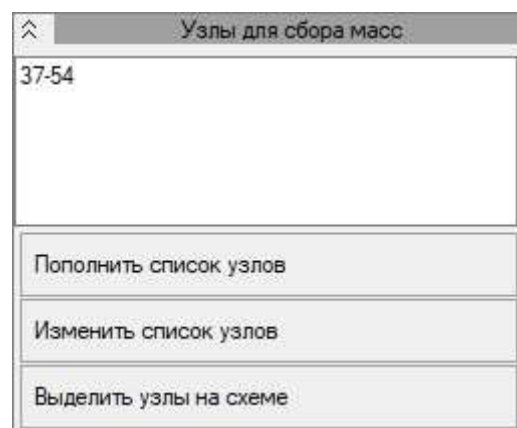 Узлы для сбора масс
37-54
Пополнить список узлов
Изменить список узлов
Выделить узлы на схеме